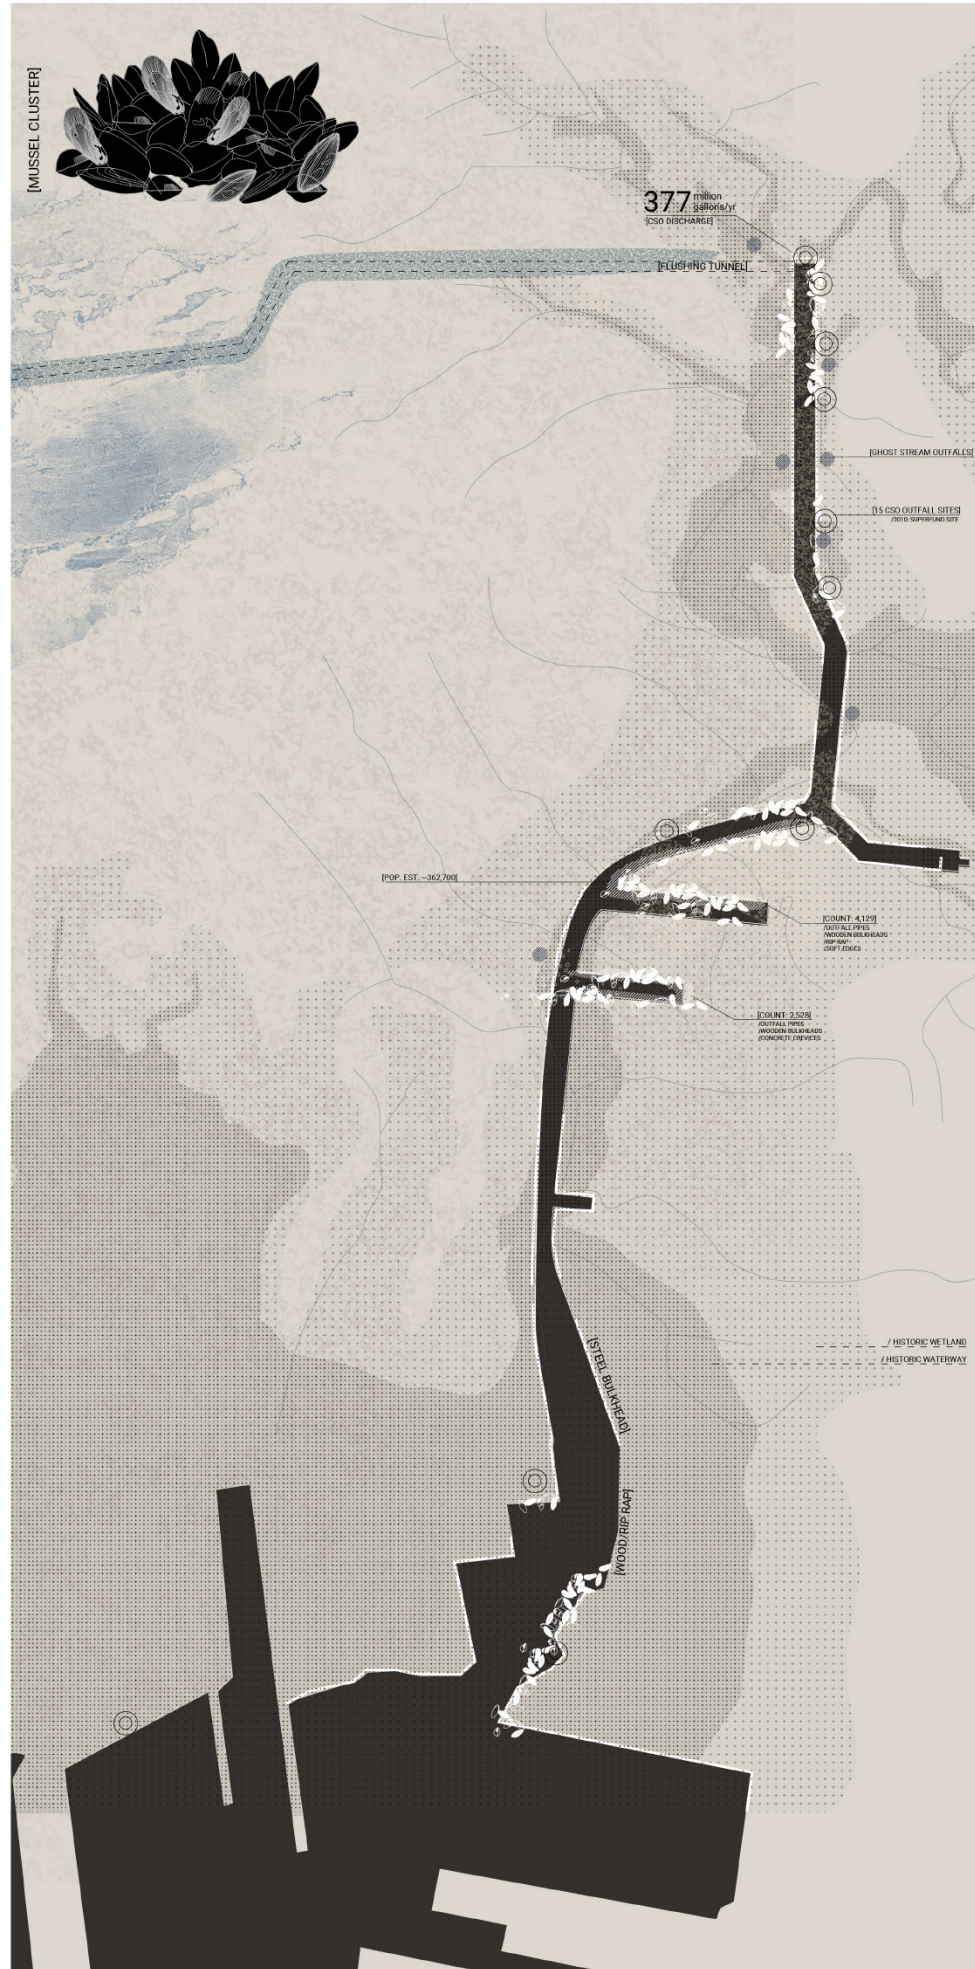 [MUSSEL CLUSTER]
377 million gallons/yr
[CSO DISCHARGE]
[FLUSHING TUNNEL]
[GHOST STREAM OUTFALLS]
[15 CSO OUTFALL SITES]
/2010: SUPERFUND SITE
[POP. EST. ~362,700]
[COUNT: 4,129]
/OUTFALL PIPES
/WOODEN BULKHEADS
/RIP-RAP
/SOFT EDGES
[COUNT: 2,528]
/OUTFALL PIPES
/WOODEN BULKHEADS
/CONCRETE CREVICES
/ HISTORIC WETLAND
/ HISTORIC WATERWAY
[STEEL BULKHEAD]
[WOOD/RIP RAP]